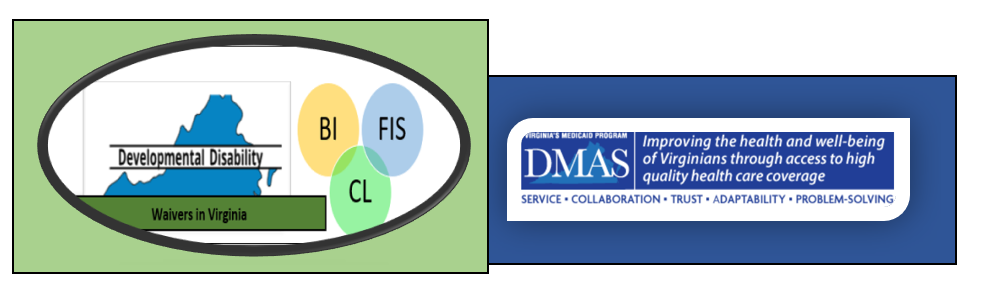 BI
FIS
CL
Developmental Disability
Waivers in Virginia
VIRGINIA'S MEDICAID PROGRAM
DMAS
Improving the health and well-being
of Virginians through access to high
quality health care coverage
SERVICE • COLLABORATION • TRUST • ADAPTABILITY • PROBLEM-SOLVING